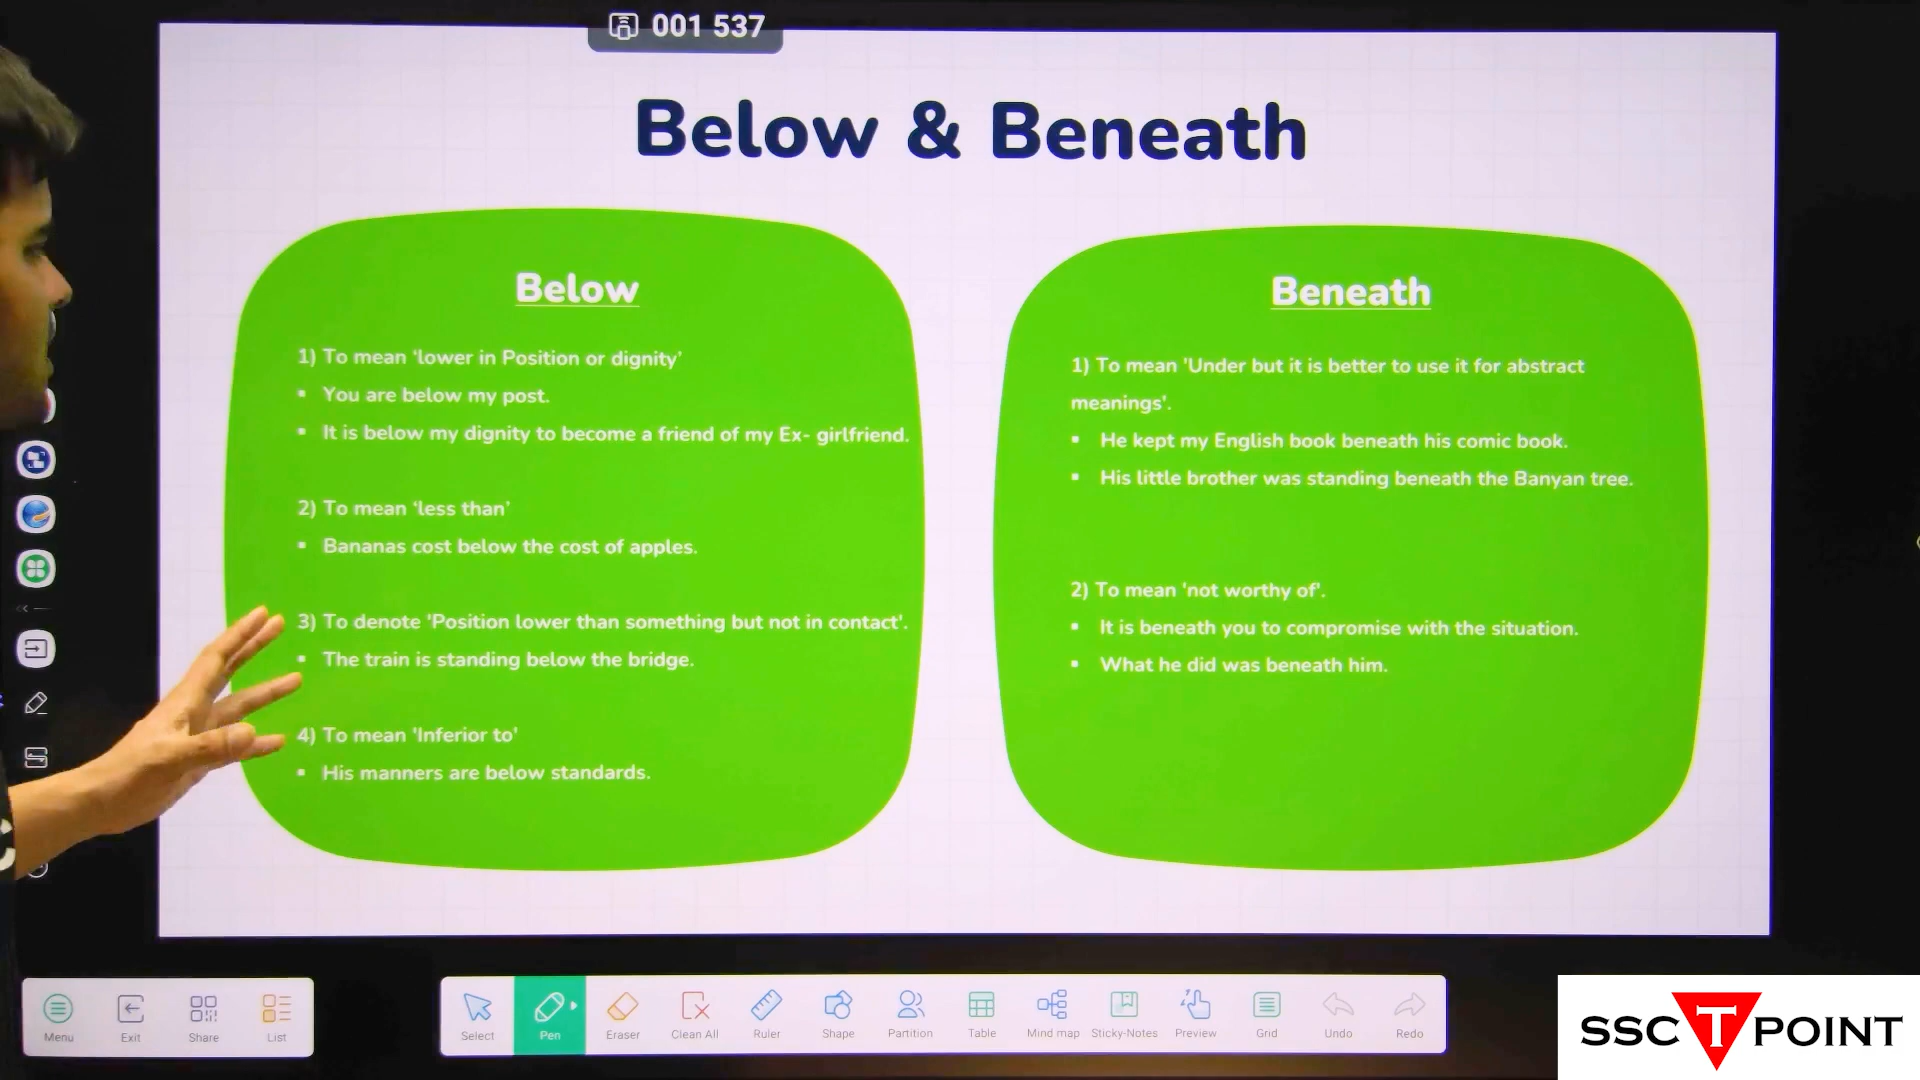 001 537
Below & Beneath
Below
1) To mean ‘lower in Position or dignity’
▪ You are below my post.
▪ It is below my dignity to become a friend of my Ex- girlfriend.
2) To mean ‘less than’
▪ Bananas cost below the cost of apples.
3) To denote 'Position lower than something but not in contact'.
▪ The train is standing below the bridge.
4) To mean 'Inferior to'
▪ His manners are below standards.
Beneath
1) To mean 'Under but it is better to use it for abstract
meanings'.
▪ He kept my English book beneath his comic book.
▪ His little brother was standing beneath the Banyan tree.
2) To mean 'not worthy of'.
▪ It is beneath you to compromise with the situation.
▪ What he did was beneath him.
Menu Exit Share List
Select Pen Eraser Clean All Ruler Shape Partition Table Mind map Sticky-Notes Preview Grid Undo Redo
SSC T POINT